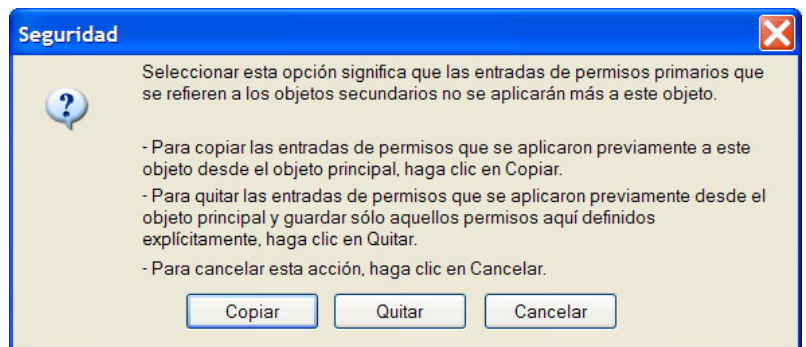 Seguridad
Seleccionar esta opción significa que las entradas de permisos primarios que
se refieren a los objetos secundarios no se aplicarán más a este objeto.
- Para copiar las entradas de permisos que se aplicaron previamente a este
objeto desde el objeto principal, haga clic en Copiar.
- Para quitar las entradas de permisos que se aplicaron previamente desde el
objeto principal y guardar sólo aquellos permisos aquí definidos
explícitamente, haga clic en Quitar.
- Para cancelar esta acción, haga clic en Cancelar.
Copiar Quitar Cancelar